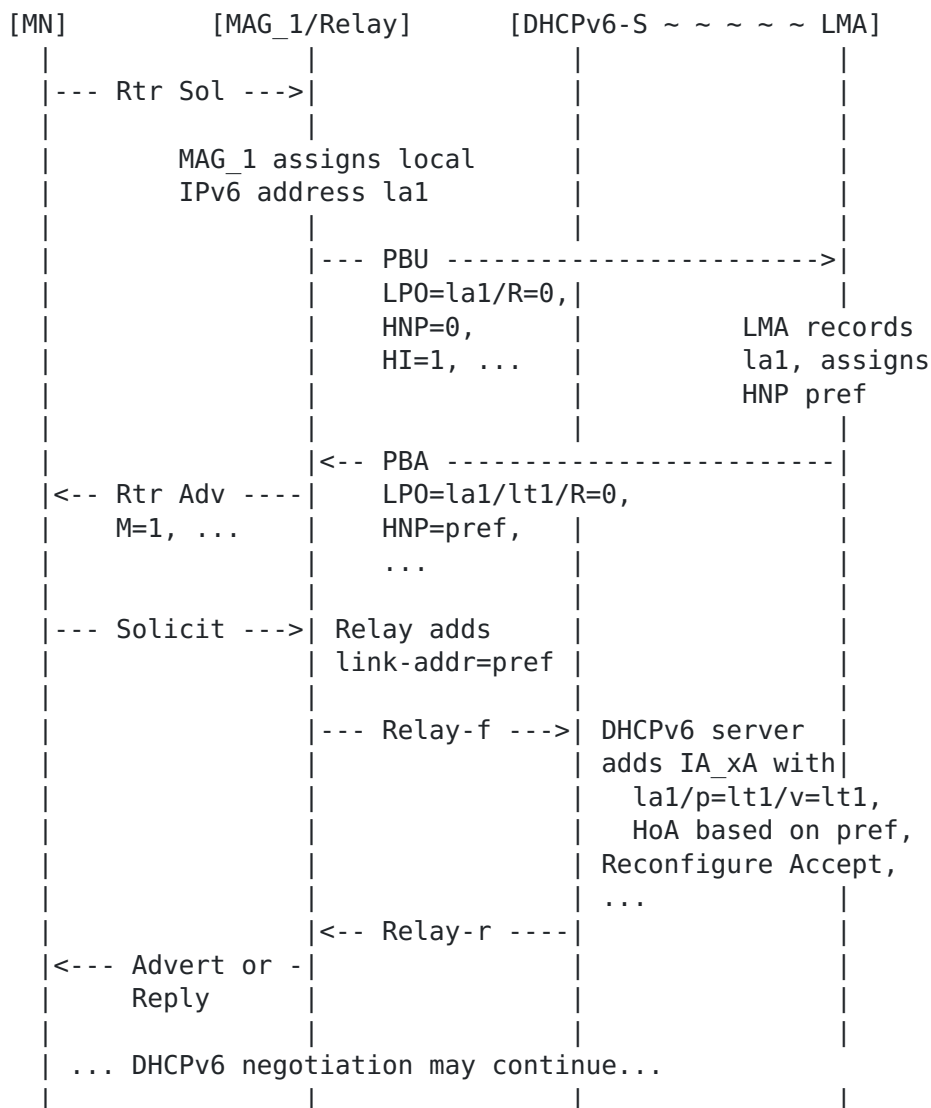 [MN] [MAG_1/Relay] [DHCPv6-S ~ ~ ~ ~ ~ LMA]
|--- Rtr Sol --->|
MAG_1 assigns local
IPv6 address la1
|--- PBU ------------------------>|
LPO=la1/R=0,
HNP=0, LMA records
HI=1, ... la1, assigns
HNP pref
|<-- PBA -------------------------|
|<-- Rtr Adv ----| LPO=la1/lt1/R=0,
M=1, ... HNP=pref,
...
|--- Solicit --->| Relay adds
link-addr=pref
|--- Relay-f --->| DHCPv6 server
adds IA_xA with
la1/p=lt1/v=lt1,
HoA based on pref,
Reconfigure Accept,
...
|<-- Relay-r ----|
|<--- Advert or -|
Reply
... DHCPv6 negotiation may continue...